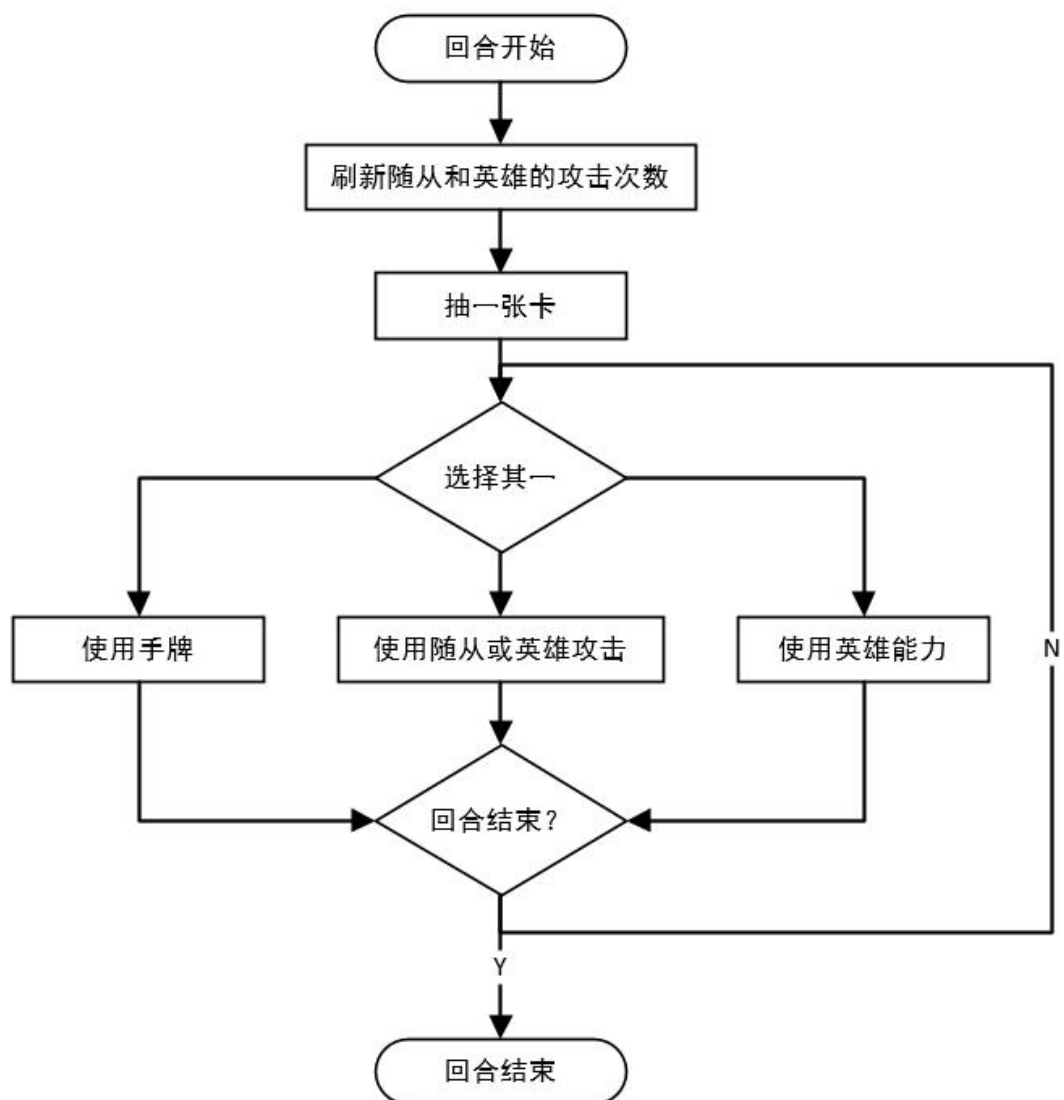 回合开始
刷新随从和英雄的攻击次数
抽一张卡
选择其一
使用手牌
使用随从或英雄攻击
使用英雄能力
N
回合结束?
Y
回合结束